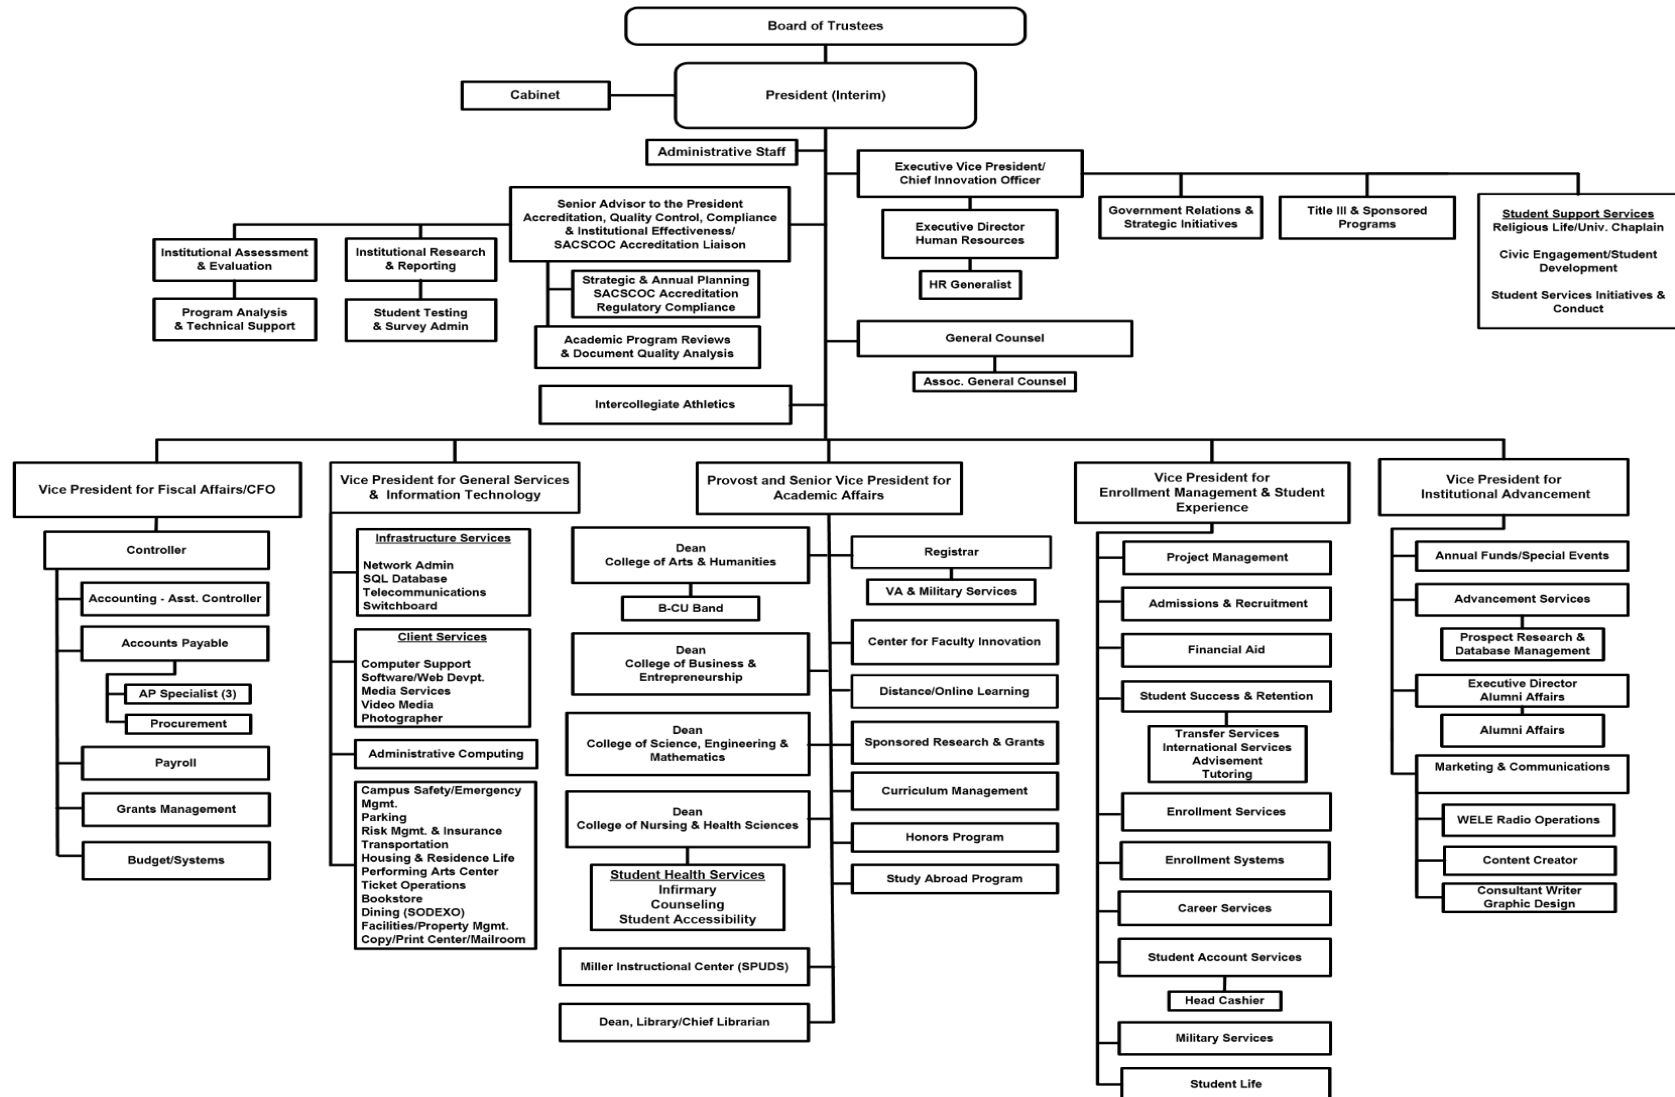 Board of Trustees
Cabinet
President (Interim)
Administrative Staff
Executive Vice President/
Chief Innovation Officer
Senior Advisor to the President
Accreditation, Quality Control, Compliance
& Institutional Effectiveness/
SACSCOC Accreditation Liaison
Government Relations &
Strategic Initiatives
Title III & Sponsored
Programs
Student Support Services
Religious Life/Univ. Chaplain
Civic Engagement/Student
Development
Student Services Initiatives &
Conduct
Executive Director
Human Resources
HR Generalist
Institutional Assessment
& Evaluation
Institutional Research
& Reporting
Program Analysis
& Technical Support
Student Testing
& Survey Admin
Strategic & Annual Planning
SACSCOC Accreditation
Regulatory Compliance
Academic Program Reviews
& Document Quality Analysis
General Counsel
Assoc. General Counsel
Intercollegiate Athletics
Vice President for Fiscal Affairs/CFO
Controller
Accounting - Asst. Controller
Accounts Payable
AP Specialist (3)
Procurement
Payroll
Grants Management
Budget/Systems
Vice President for General Services
& Information Technology
Infrastructure Services
Network Admin
SQL Database
Telecommunications
Switchboard
Client Services
Computer Support
Software/Web Devpt.
Media Services
Video Media
Photographer
Administrative Computing
Campus Safety/Emergency
Mgmt.
Parking
Risk Mgmt. & Insurance
Transportation
Housing & Residence Life
Performing Arts Center
Ticket Operations
Bookstore
Dining (SODEXO)
Facilities/Property Mgmt.
Copy/Print Center/Mailroom
Provost and Senior Vice President for
Academic Affairs
Dean
College of Arts & Humanities
B-CU Band
Dean
College of Business &
Entrepreneurship
Dean
College of Science, Engineering &
Mathematics
Dean
College of Nursing & Health Sciences
Student Health Services
Infirmary
Counseling
Student Accessibility
Miller Instructional Center (SPUDS)
Dean, Library/Chief Librarian
Registrar
VA & Military Services
Center for Faculty Innovation
Distance/Online Learning
Sponsored Research & Grants
Curriculum Management
Honors Program
Study Abroad Program
Vice President for
Enrollment Management & Student
Experience
Project Management
Admissions & Recruitment
Financial Aid
Student Success & Retention
Transfer Services
International Services
Advisement
Tutoring
Enrollment Services
Enrollment Systems
Career Services
Student Account Services
Head Cashier
Military Services
Student Life
Vice President for
Institutional Advancement
Annual Funds/Special Events
Advancement Services
Prospect Research &
Database Management
Executive Director
Alumni Affairs
Alumni Affairs
Marketing & Communications
WELE Radio Operations
Content Creator
Consultant Writer
Graphic Design